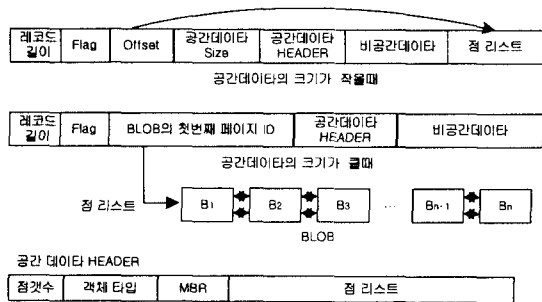 레코드 길이 Flag Offset 공간데이타 Size 공간데이타 HEADER 비공간데이타 점 리스트
공간데이타의 크기가 작을때
레코드 길이 Flag BLOB의 첫번째 페이지 ID 공간데이타 HEADER 비공간데이타
공간데이타의 크기가 클때
점 리스트 B1 B2 B3 ... Bn-1 Bn
BLOB
공간 데이타 HEADER
점갯수 객체 타입 MBR 점 리스트